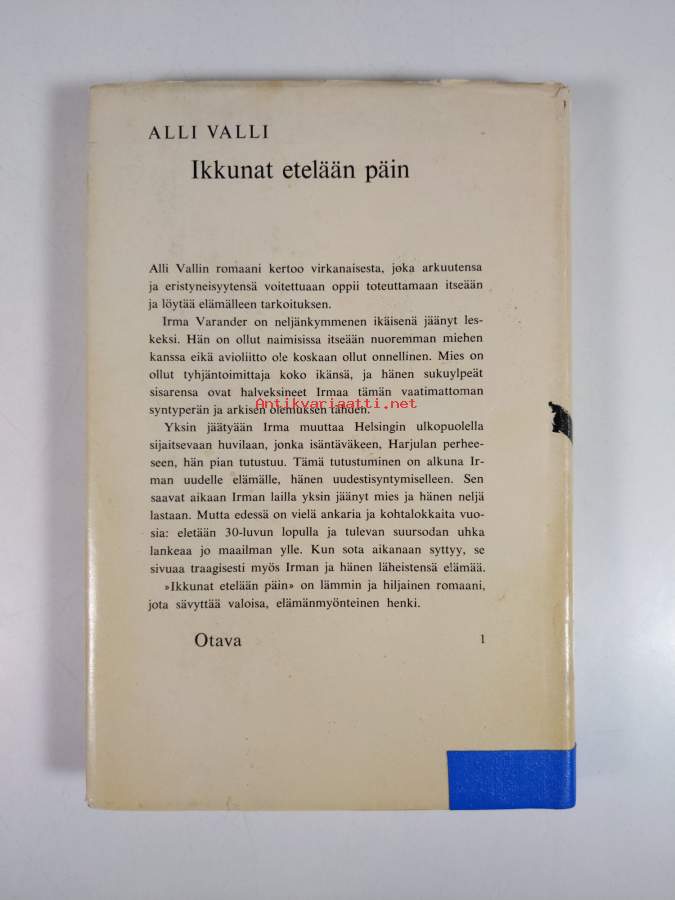 ALLI VALLI
Ikkunat etelään päin
Alli Vallin romaani kertoo virkanaisesta, joka arkuutensa
ja eristyneisyytensä voitettuaan oppii toteuttamaan itseään
ja löytää elämälleen tarkoituksen.
Irma Varander on neljänkymmenen ikäisenä jäänyt les-
keksi. Hän on ollut naimisissa itseään nuoremman miehen
kanssa eikä avioliitto ole koskaan ollut onnellinen. Mies on
ollut tyhjäntoimittaja koko ikänsä, ja hänen sukuylpeät
sisarensa ovat halveksineet Irmaa tämän vaatimattoman
Antikvariaatti.net
syntyperän ja arkisen olemuksen tähden.
Yksin jäätyään Irma muuttaa Helsingin ulkopuolella
sijaitsevaan huvilaan, jonka isäntäväkeen, Harjulan perhee-
seen, hän pian tutustuu. Tämä tutustuminen on alkuna Ir-
man uudelle elämälle, hänen uudestisyntymiselleen. Sen
saavat aikaan Irman lailla yksin jäänyt mies ja hänen neljä
lastaan. Mutta edessä on vielä ankaria ja kohtalokkaita vuo-
sia: eletään 30-luvun lopulla ja tulevan suursodan uhka
lankeaa jo maailman ylle. Kun sota aikanaan syttyy, se
sivuaa traagisesti myös Irman ja hänen läheistensä elämää.
»Ikkunat etelään päin» on lämmin ja hiljainen romaani,
jota sävyttää valoisa, elämänmyönteinen henki.
Otava 1